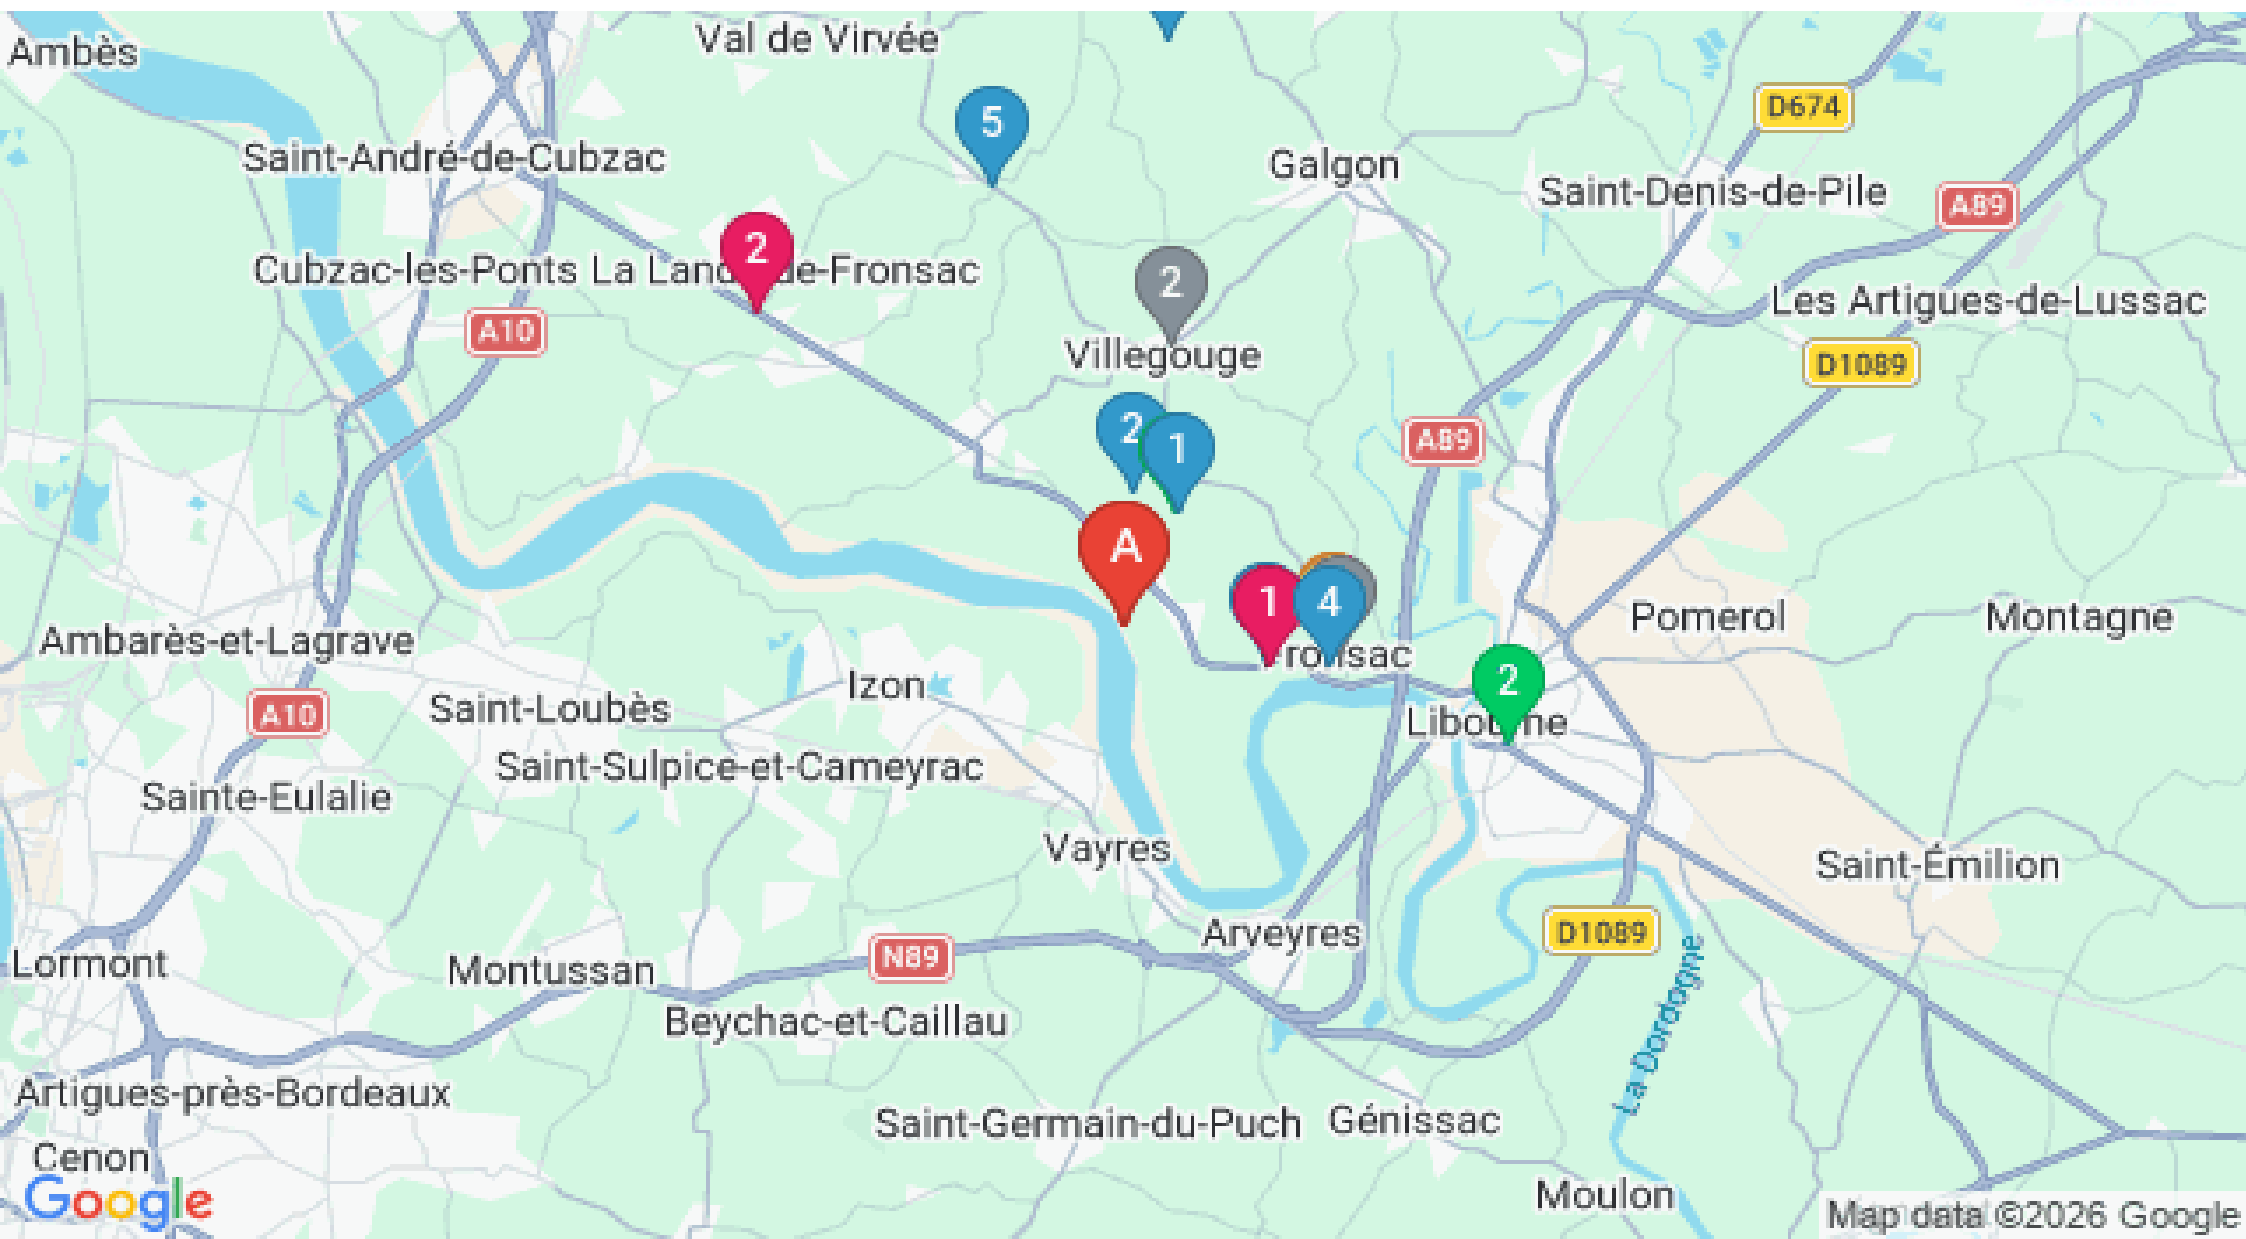 Ambès
Val de Virvée
D674
5
Saint-André-de-Cubzac
Galgon
Saint-Denis-de-Pile
A89
2
Cubzac-les-Ponts
2
Les Artigues-de-Lussac
A10
Villegouge
D1089
2
1
A89
A
1
4
Pomerol
Montagne
Ambarès-et-Lagrave
Fronsac
2
Izon
A10
Saint-Loubès
Libourne
Saint-Sulpice-et-Cameyrac
Sainte-Eulalie
Vayres
Saint-Émilion
Arveyres
D1089
N89
Lormont
Montussan
Beychac-et-Caillau
La Dordogne
Artigues-près-Bordeaux
Saint-Germain-du-Puch
Génissac
Cenon
Moulon
Google
Map data ©2026 Google